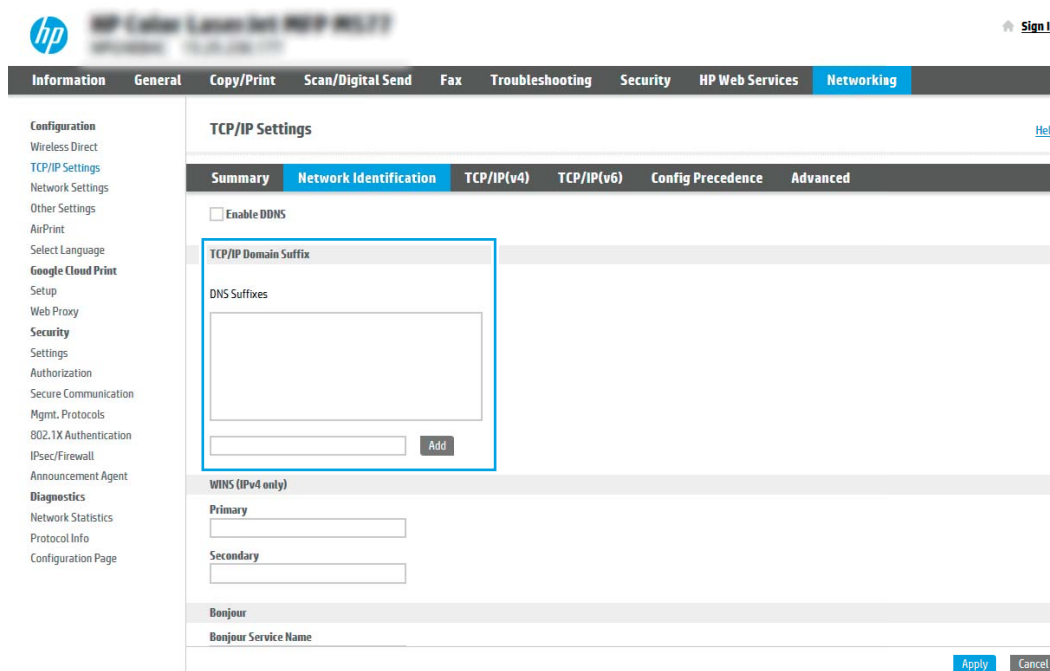 hp
Sign I
Information General Copy/Print Scan/Digital Send Fax Troubleshooting Security HP Web Services Networking
Configuration
Wireless Direct
TCP/IP Settings
Network Settings
Other Settings
AirPrint
Select Language
Google Cloud Print
Setup
Web Proxy
Security
Settings
Authorization
Secure Communication
Mgmt. Protocols
802.1X Authentication
IPsec/Firewall
Announcement Agent
Diagnostics
Network Statistics
Protocol Info
Configuration Page
TCP/IP Settings
Hel
Summary Network Identification TCP/IP(v4) TCP/IP(v6) Config Precedence Advanced
Enable DDNS
TCP/IP Domain Suffix
DNS Suffixes
Add
WINS (IPv4 only)
Primary
Secondary
Bonjour
Bonjour Service Name
Apply Cancel